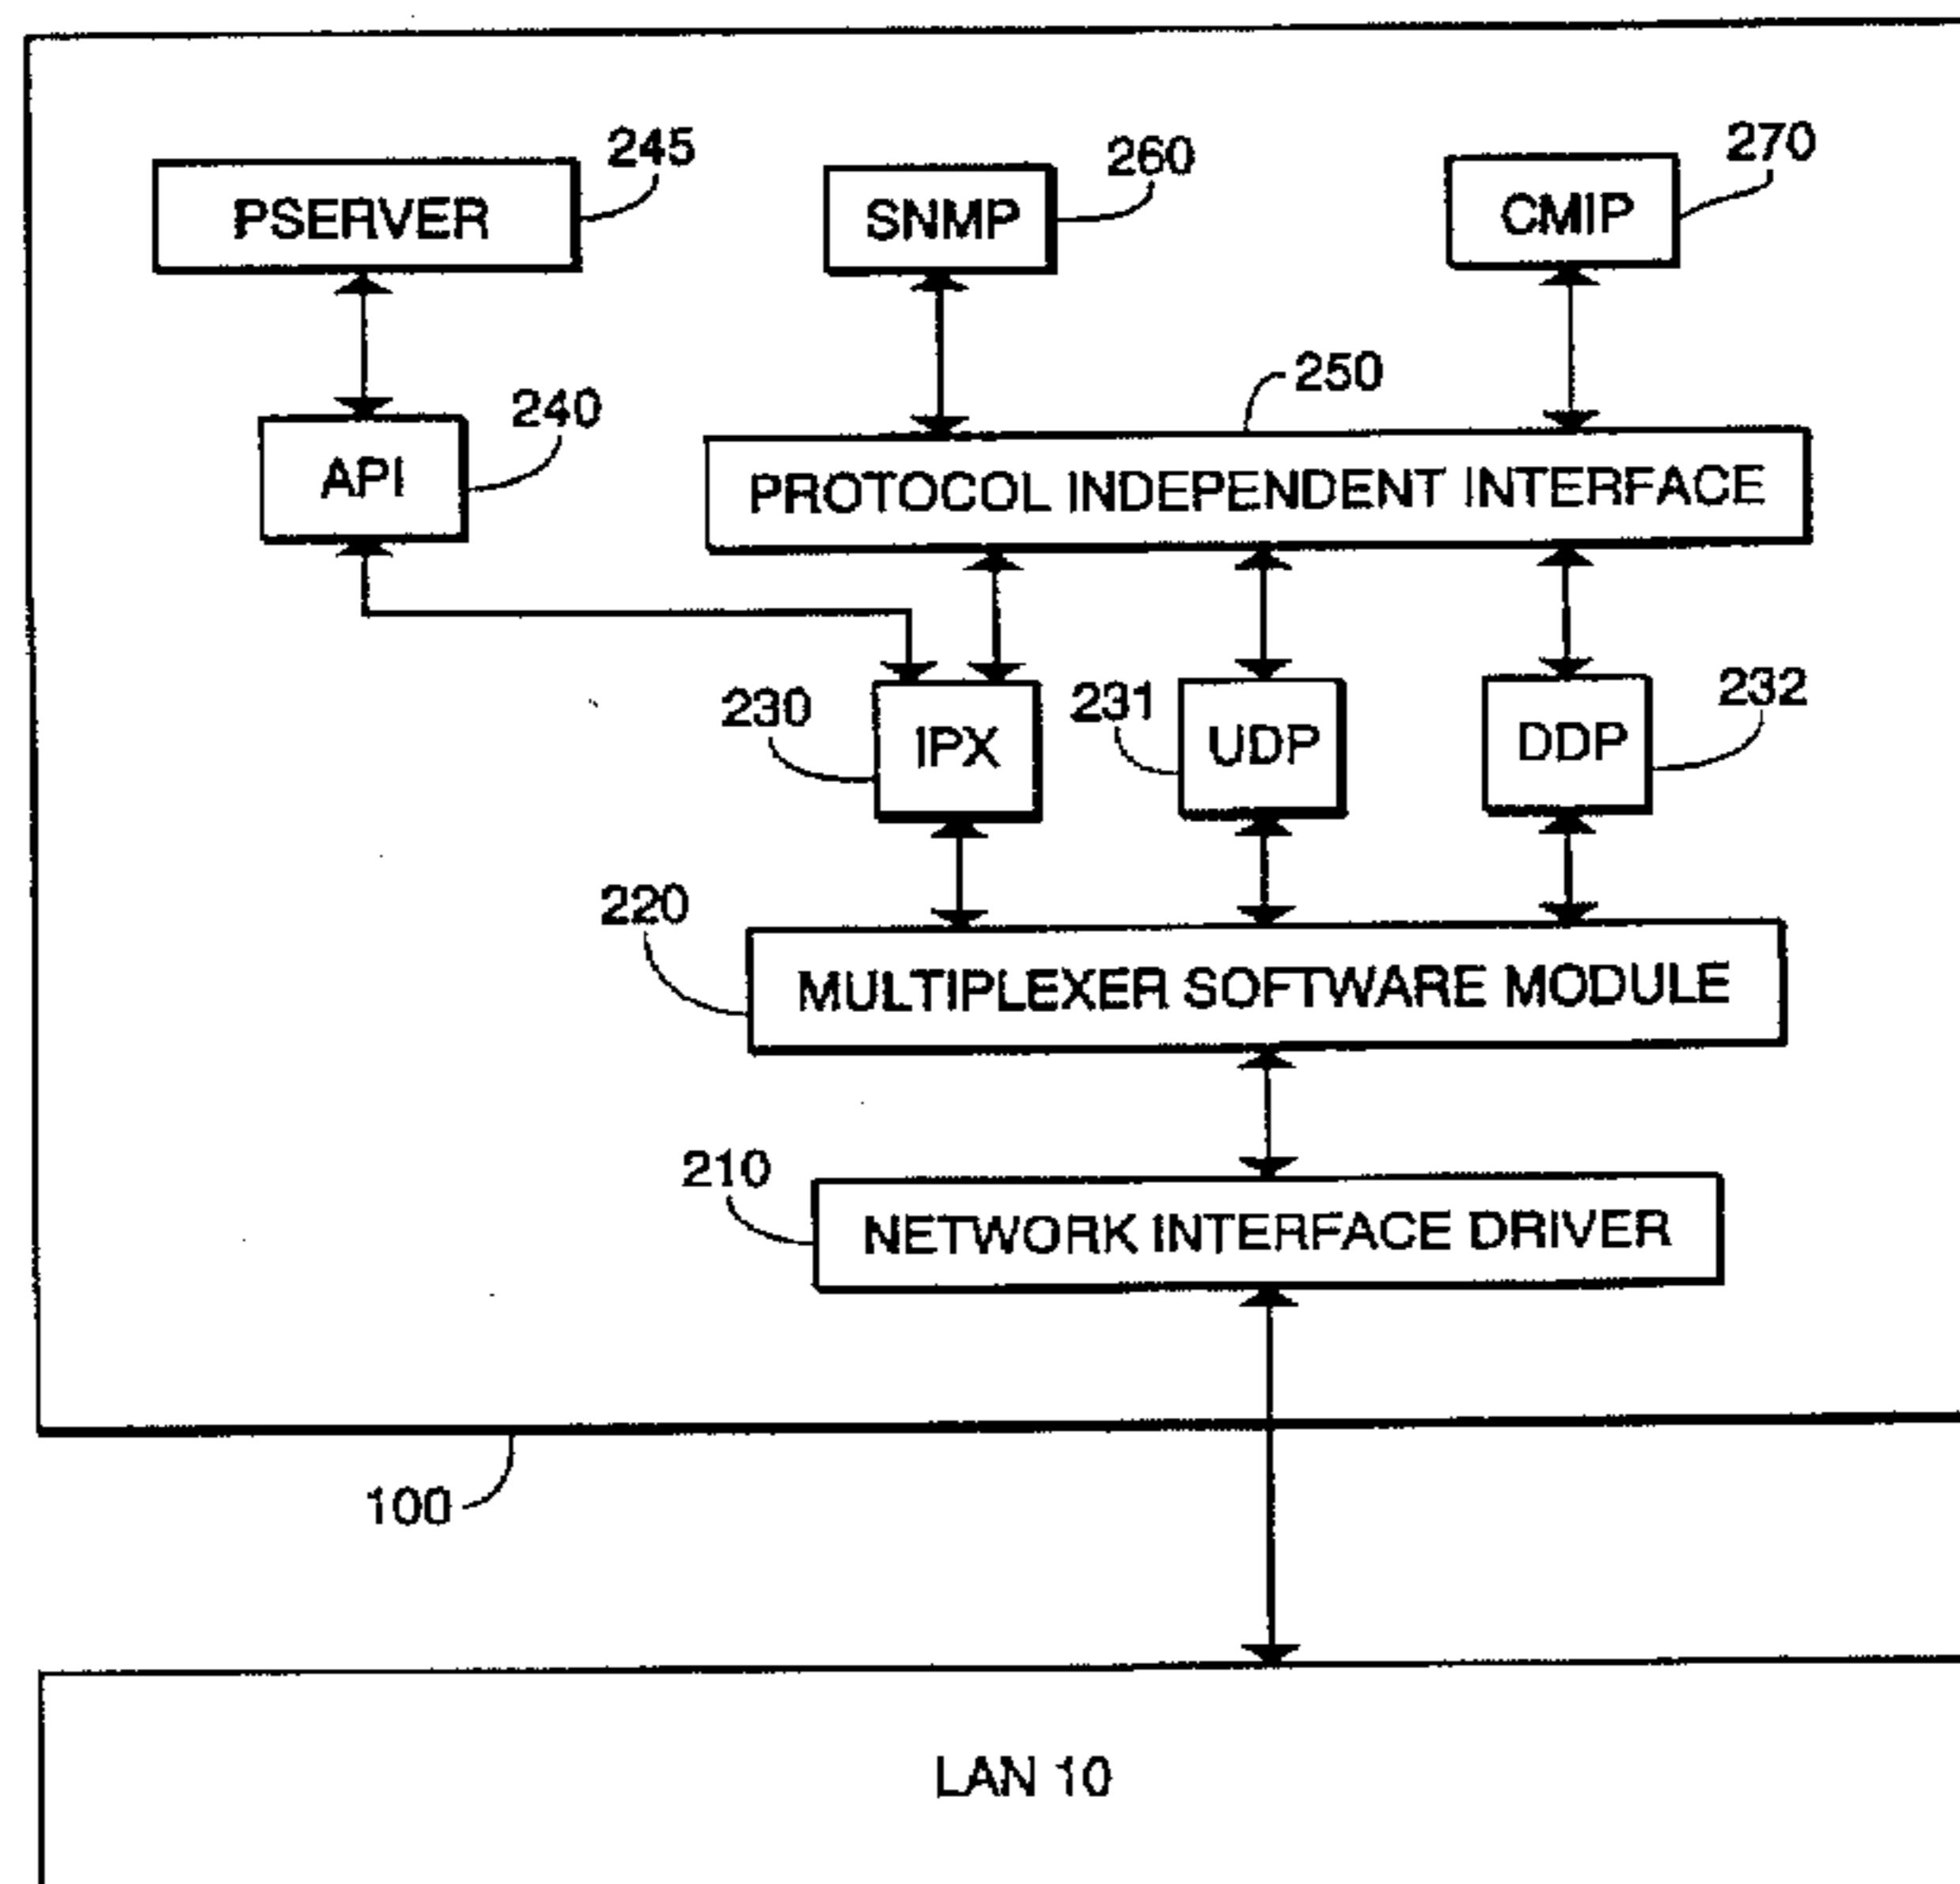 245
260
270
PSERVER
SNMP
CMIP
250
240
API
PROTOCOL INDEPENDENT INTERFACE
230
231
232
IPX
UDP
DDP
220
MULTIPLEXER SOFTWARE MODULE
210
NETWORK INTERFACE DRIVER
100
LAN 10